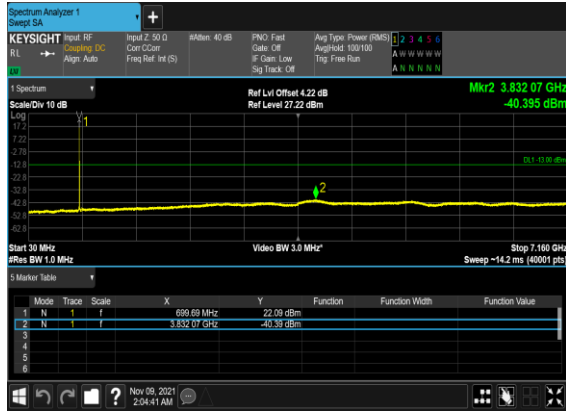 Spectrum Analyzer 1
Swept SA
+
KEYSIGHT Input: RF Input Z: 50 Ω #Atten: 40 dB PNO: Fast Avg Type: Power (RMS) 1 2 3 4 5 6
RL Coupling: DC Corr CCorr Gate: Off Avg|Hold: 100/100 A W W W W W
Align: Auto Freq Ref: Int (S) IF Gain: Low Trig: Free Run
Sig Track: Off A N N N N N
1 Spectrum Ref Lvl Offset 4.22 dB Mkr2 3.832 07 GHz
Scale/Div 10 dB Ref Level 27.22 dBm -40.395 dBm
Log
17.2
7.22
-2.78
-12.8
-22.8
-32.8
-42.8
-52.8
-62.8
1
DL1 -13.00 dBm
2
Start 30 MHz Video BW 3.0 MHz* Stop 7.160 GHz
#Res BW 1.0 MHz Sweep ~14.2 ms (40001 pts)
5 Marker Table
Mode Trace Scale X Y Function Function Width Function Value
1 N 1 f 699.69 MHz 22.09 dBm
2 N 1 f 3.832 07 GHz -40.39 dBm
3
4
5
6
? Nov 09, 2021
2:04:41 AM